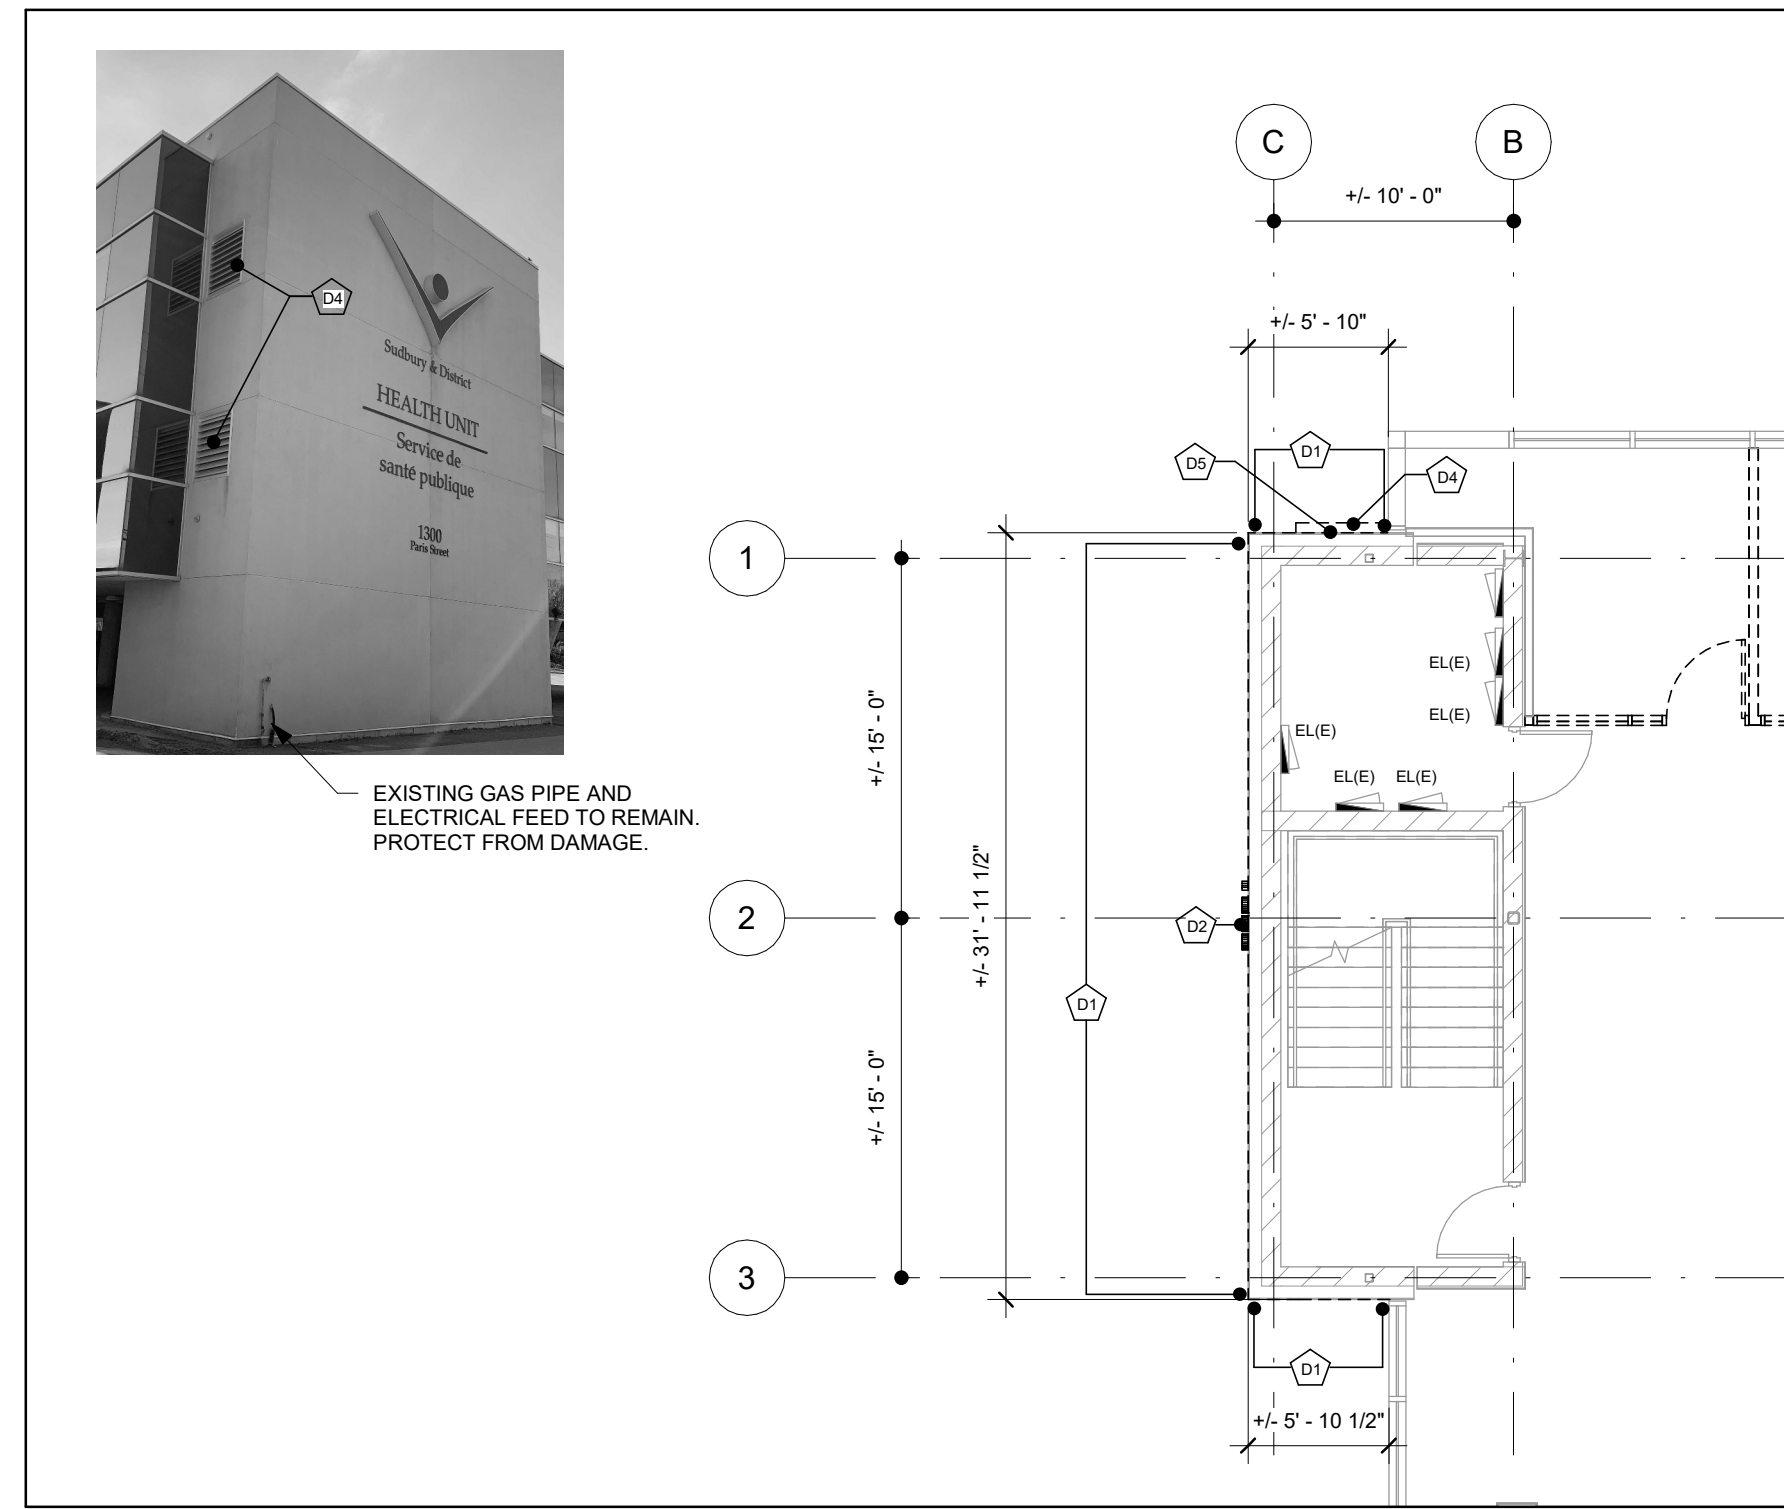 C
B
+/- 10' - 0"
+/- 5' - 10"
D4
Sudbury & District
HEALTH UNIT
Service de
santé publique
1300
Paris Street
D1
D5
D4
1
EL(E)
EL(E)
EL(E)
EL(E)
EL(E)
+/- 15' - 0"
EXISTING GAS PIPE AND
ELECTRICAL FEED TO REMAIN.
PROTECT FROM DAMAGE.
+/- 31' - 11 1/2"
2
D2
D1
+/- 15' - 0"
3
D1
+/- 5' - 10 1/2"